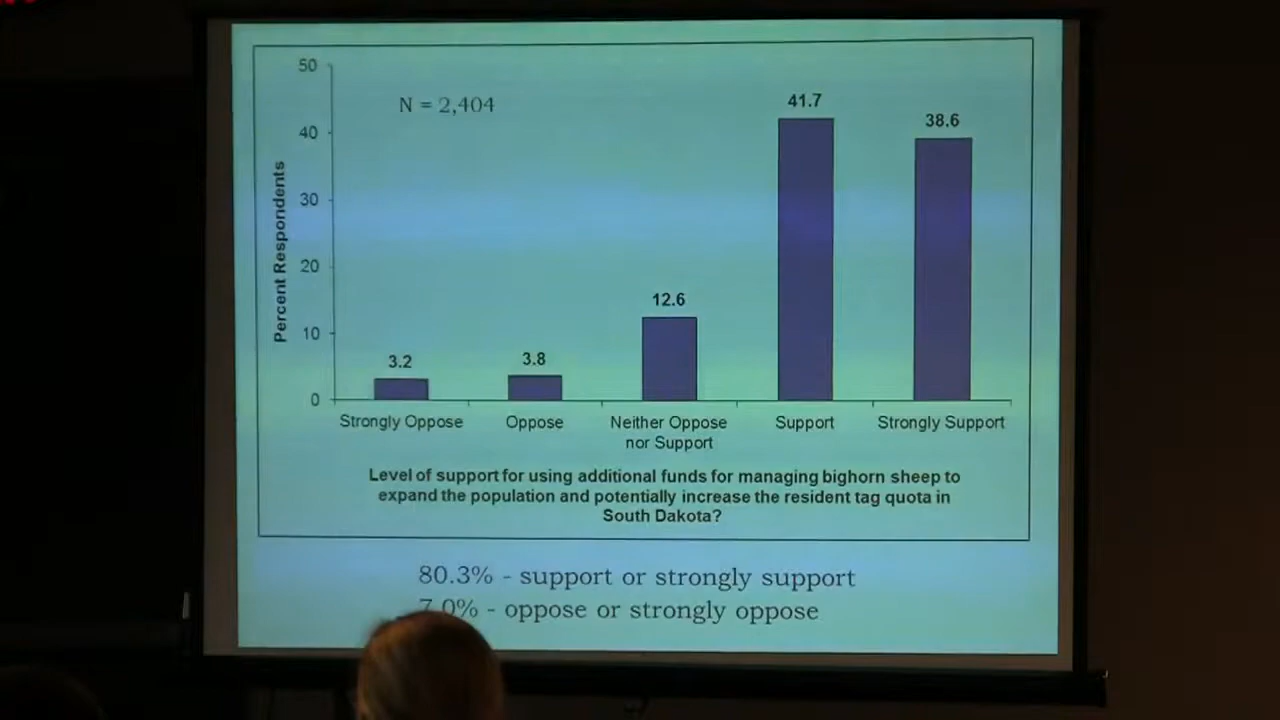 50
N = 2,404
41.7
38.6
40
30
20
12.6
10
3.2
3.8
0
Percent Respondents
Strongly Oppose
Oppose
Neither Oppose
nor Support
Support
Strongly Support
Level of support for using additional funds for managing bighorn sheep to
expand the population and potentially increase the resident tag quota in
South Dakota?
80.3% - support or strongly support
7.0% - oppose or strongly oppose